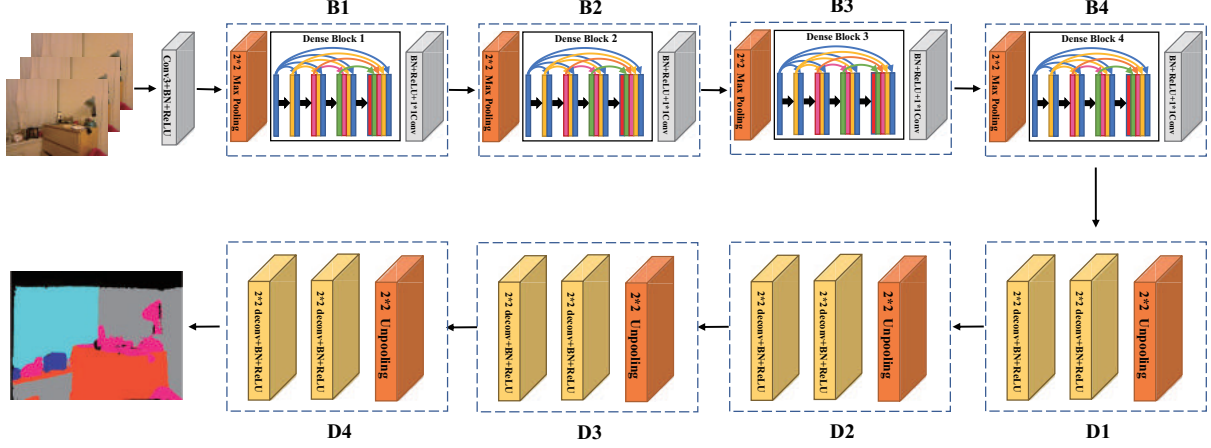 B1
B2
B3
B4
Conv3+BN+ReLU
2*2 Max Pooling
Dense Block 1
BN+ReLU+1*1Conv
2*2 Max Pooling
Dense Block 2
BN+ReLU+1*1Conv
2*2 Max Pooling
Dense Block 3
BN+ReLU+1*1Conv
2*2 Max Pooling
Dense Block 4
BN+ReLU+1*1Conv
2*2 deconv+BN+ReLU
2*2 deconv+BN+ReLU
2*2 Unpooling
2*2 deconv+BN+ReLU
2*2 deconv+BN+ReLU
2*2 Unpooling
2*2 deconv+BN+ReLU
2*2 deconv+BN+ReLU
2*2 Unpooling
2*2 deconv+BN+ReLU
2*2 deconv+BN+ReLU
2*2 Unpooling
D4
D3
D2
D1